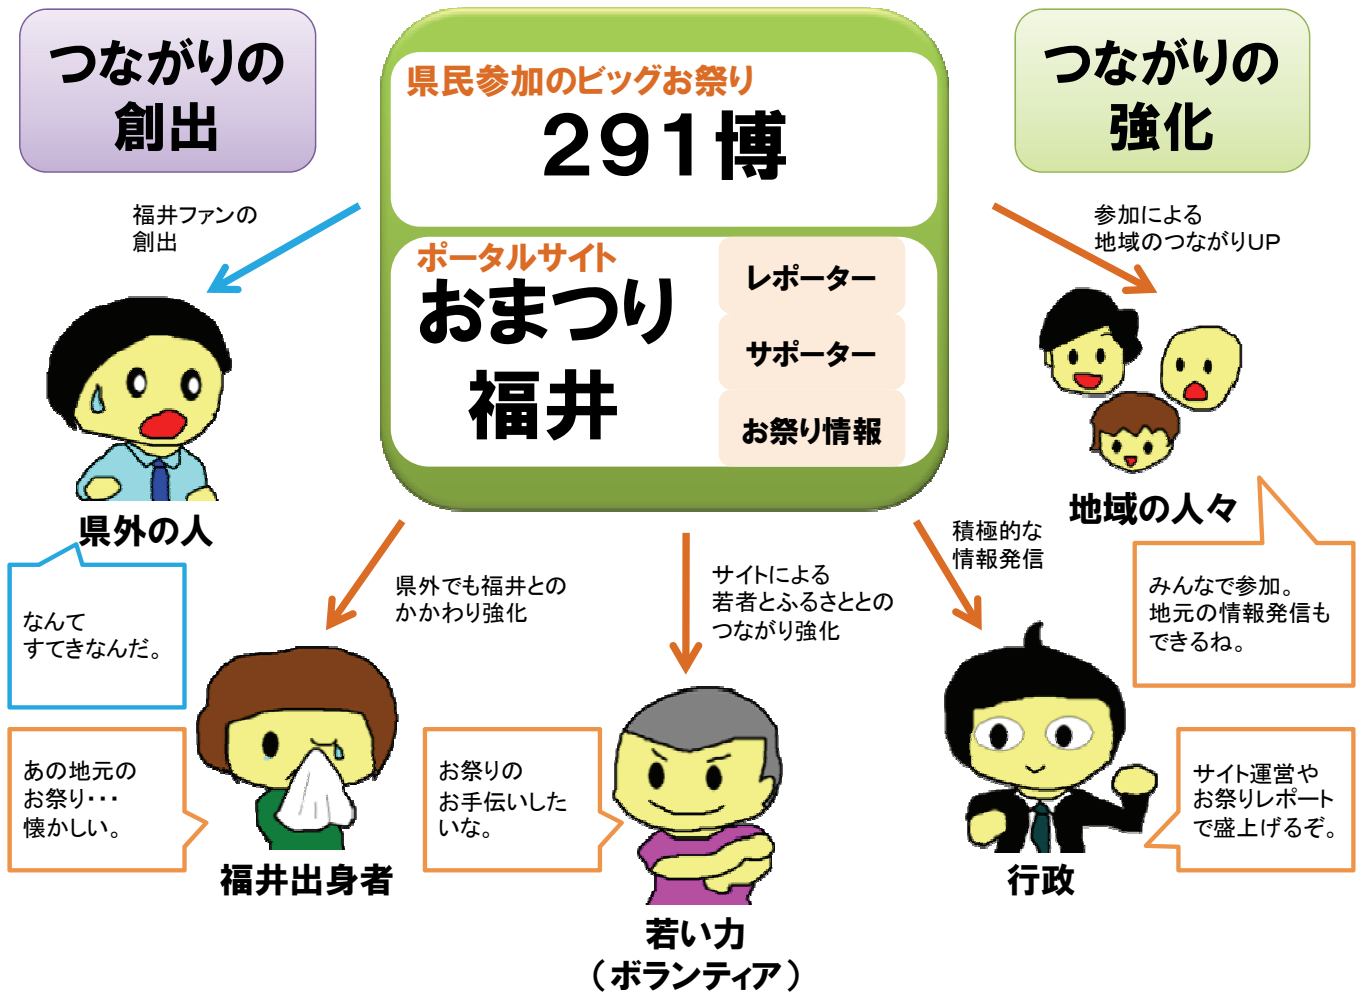 つながりの
創出
県民参加のビッグお祭り
２９１博
つながりの
強化
福井ファンの
創出
参加による
地域のつながりＵＰ
ポータルサイト
おまつり
福井
レポーター
サポーター
お祭り情報
県外の人
地域の人々
なんて
すてきなんだ。
県外でも福井との
かかわり強化
サイトによる
若者とふるさととの
つながり強化
積極的な
情報発信
みんなで参加。
地元の情報発信も
できるね。
あの地元の
お祭り・・・
懐かしい。
福井出身者
お祭りの
お手伝いした
いな。
若い力
（ボランティア）
サイト運営や
お祭りレポート
で盛上げるぞ。
行政